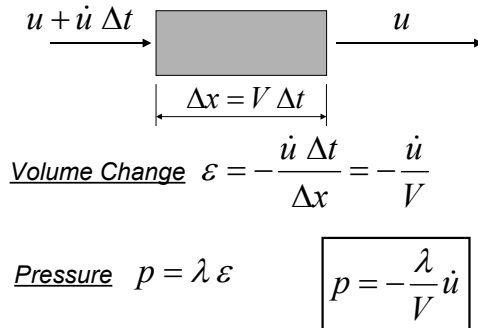 u + u̇ Δt
u
Δx = V Δt
Volume Change ε = − u̇ Δt / Δx = − u̇ / V
Pressure p = λ ε
p = − λ / V u̇